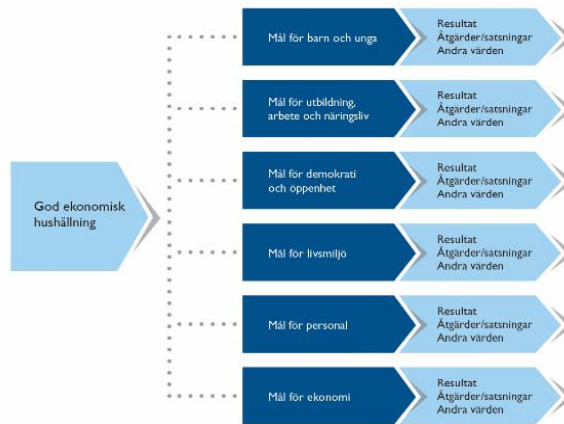 God ekonomisk
hushållning
Mål för barn och unga
Resultat
Åtgärder/satsningar
Andra värden
Mål för utbildning,
arbete och näringsliv
Resultat
Åtgärder/satsningar
Andra värden
Mål för demokrati
och öppenhet
Resultat
Åtgärder/satsningar
Andra värden
Mål för livsmiljö
Resultat
Åtgärder/satsningar
Andra värden
Mål för personal
Resultat
Åtgärder/satsningar
Andra värden
Mål för ekonomi
Resultat
Åtgärder/satsningar
Andra värden